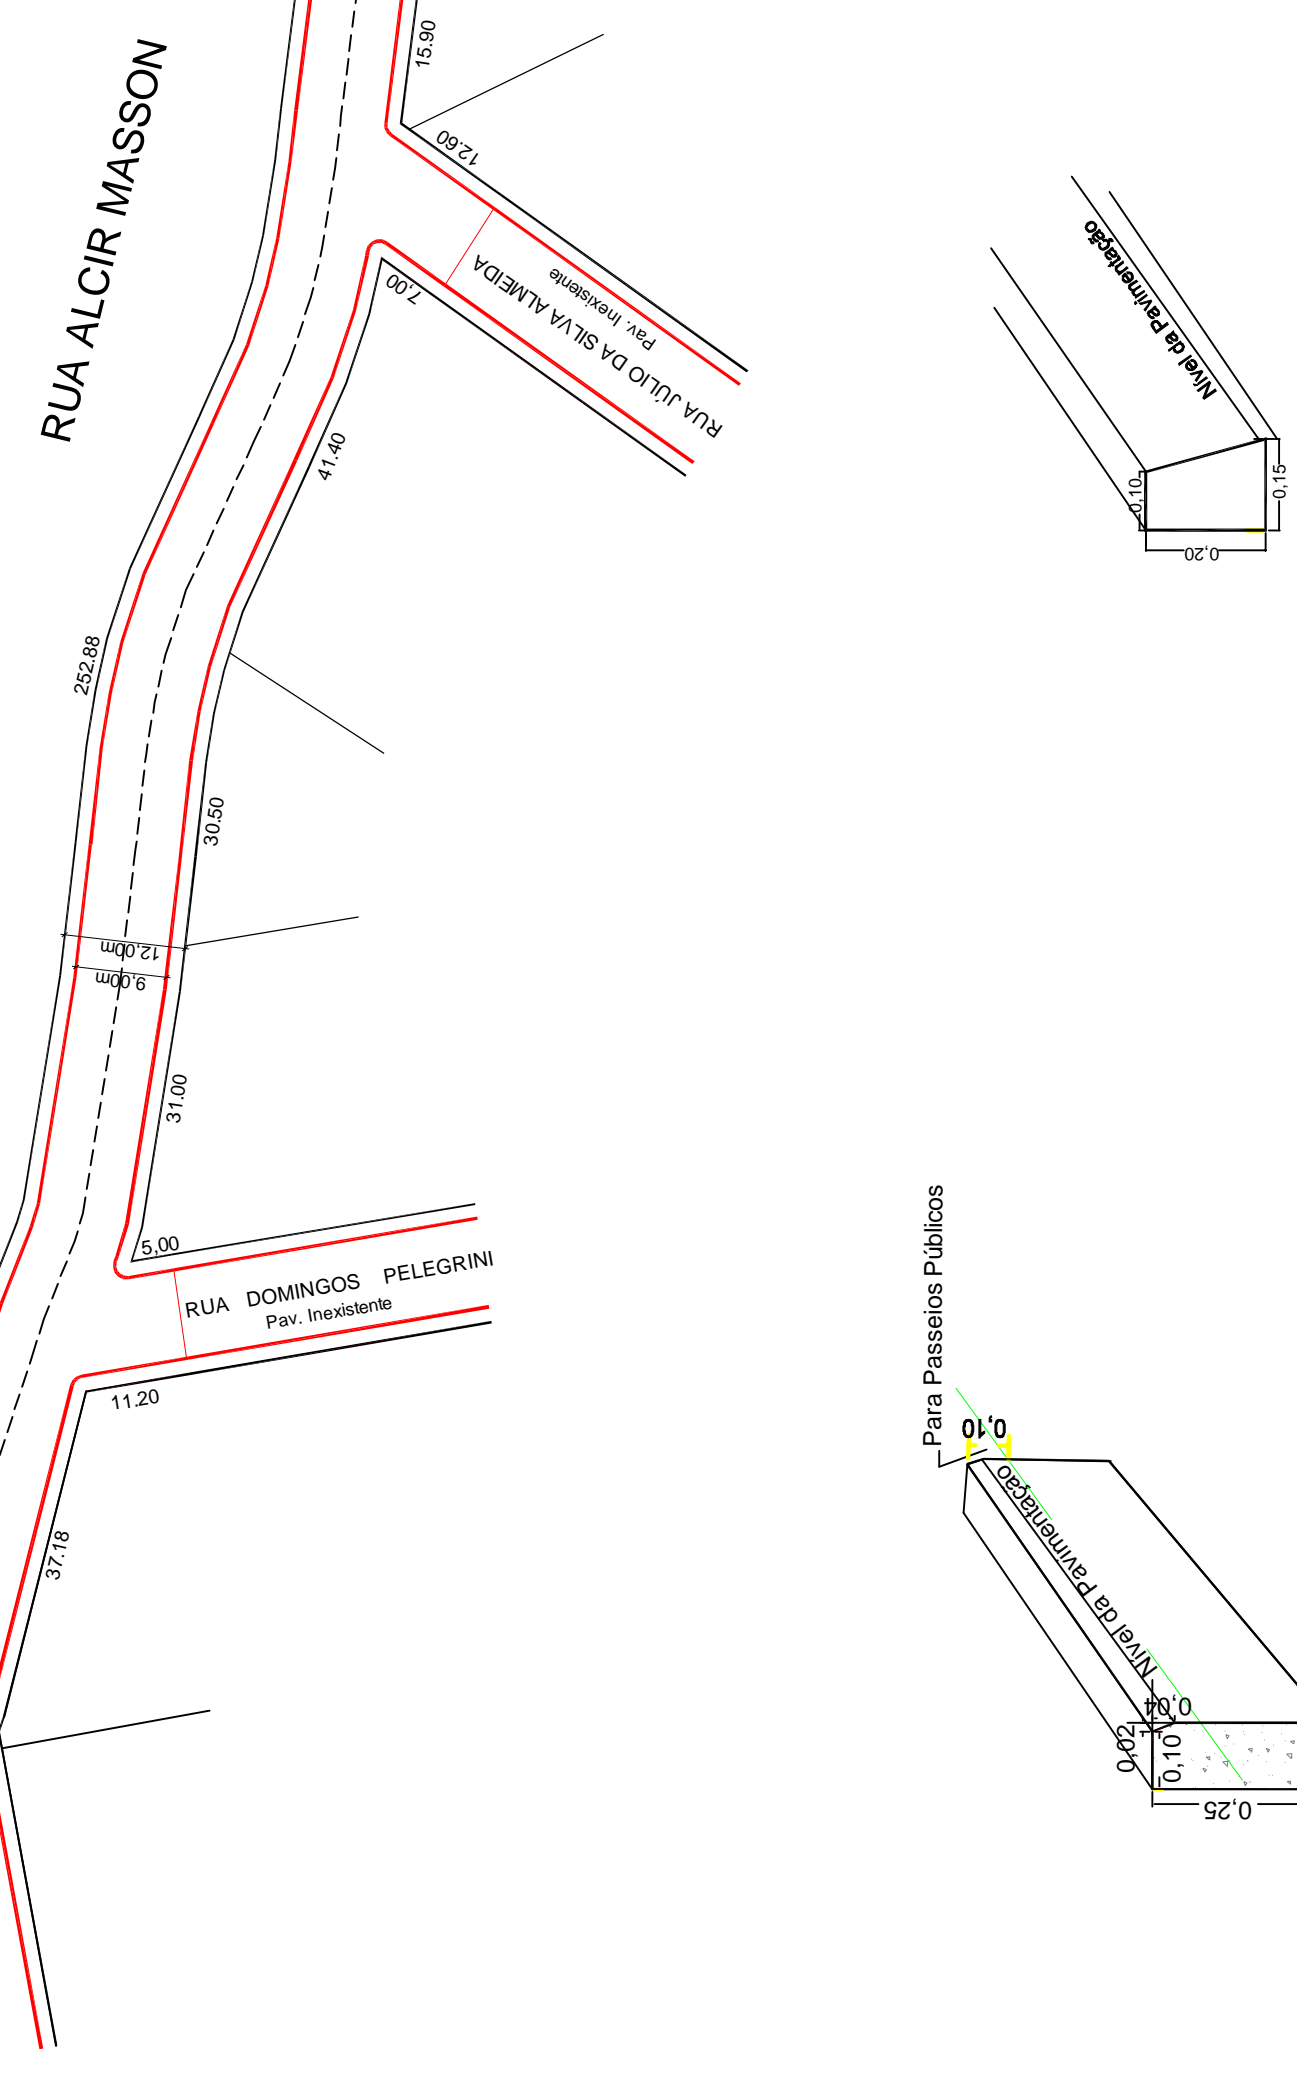 RUA ALCIR MASSON
15.90
12.60
7,00
RUA JÚLIO DA SILVA ALMEIDA
Pav. Inexistente
41.40
252.88
30.50
12,00m
9,00m
31.00
5,00
RUA DOMINGOS PELEGRINI
Pav. Inexistente
11.20
37.18
Nível da Pavimentação
0,10
0,15
0,20
Para Passeios Públicos
0,10
Nível da Pavimentação
0,04
0,02
0,10
0,25